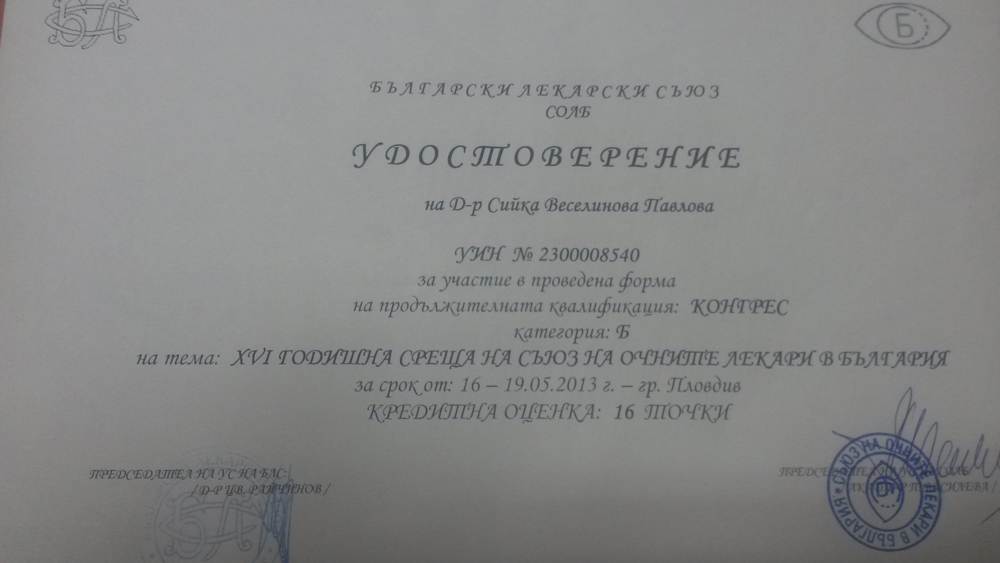 Б
БЪЛГАРСКИ ЛЕКАРСКИ СЪЮЗ
СОЛБ
УДОСТОВЕРЕНИЕ
на Д-р Сийка Веселинова Павлова
УИН № 2300008540
за участие в проведена форма
на продължителната квалификация: КОНГРЕС
категория: Б
на тема: XVI ГОДИШНА СРЕЩА НА СЪЮЗ НА ОЧНИТЕ ЛЕКАРИ В БЪЛГАРИЯ
за срок от: 16 – 19.05.2013 г. – гр. Пловдив
КРЕДИТНА ОЦЕНКА: 16 ТОЧКИ
ПРЕДСЕДАТЕЛ НА УС НА БЛС:
/ Д-Р ЦВ. РАЙЧИНОВ /
СЪЮЗ НА ОЧНИТЕ ЛЕКАРИ В БЪЛГАРИЯ